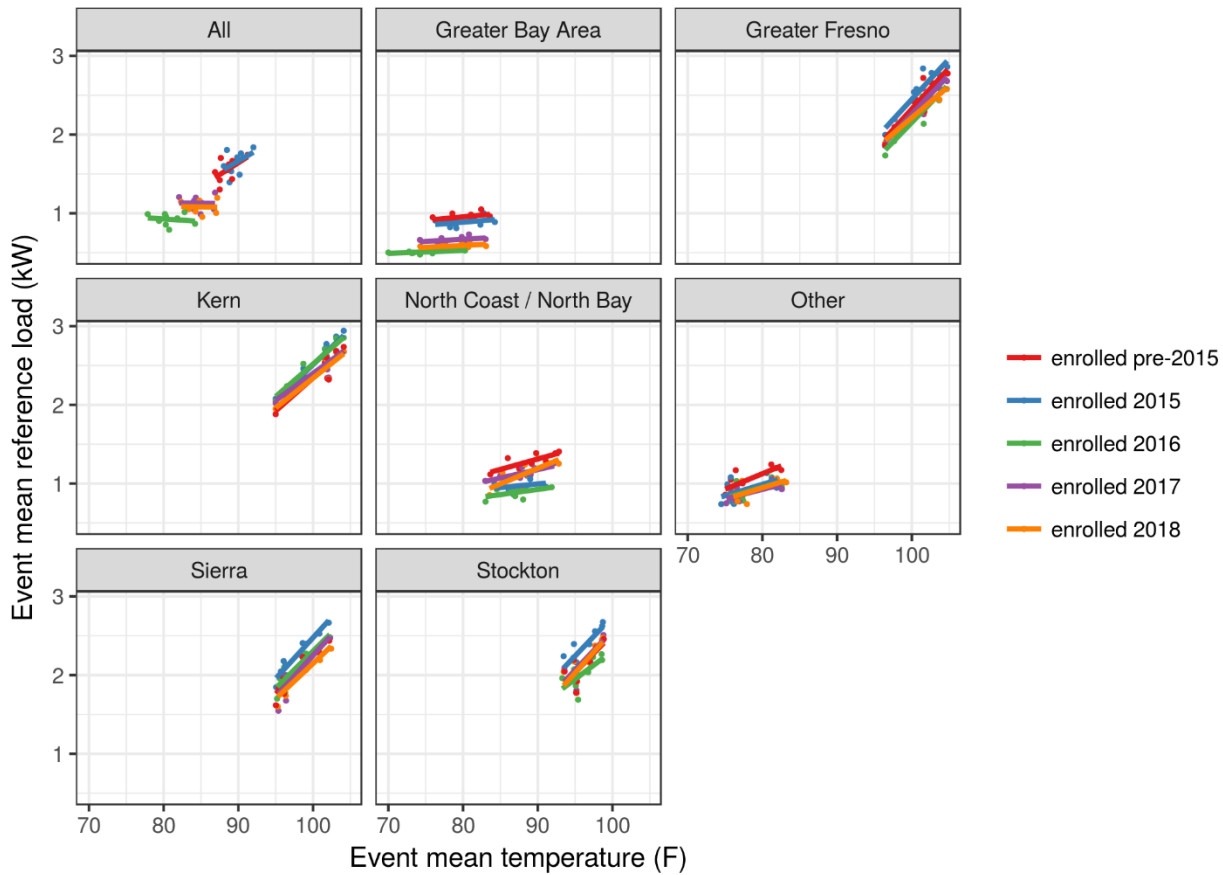 All
Greater Bay Area
Greater Fresno
3
2
1
Kern
North Coast / North Bay
Other
3
2
1
70
80
90
100
Sierra
Stockton
3
2
1
70
80
90
100
70
80
90
100
Event mean temperature (F)
Event mean reference load (kW)
enrolled pre-2015
enrolled 2015
enrolled 2016
enrolled 2017
enrolled 2018